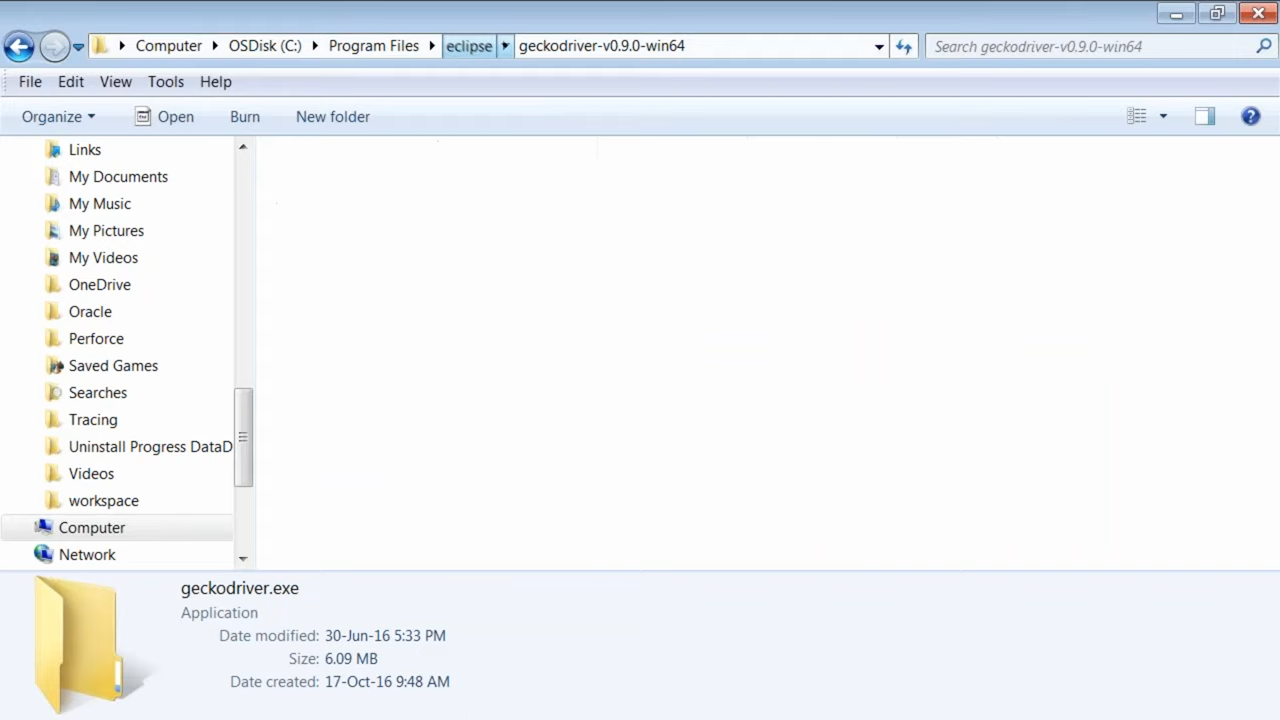 Computer OSDisk (C:) Program Files eclipse geckodriver-v0.9.0-win64 Search geckodriver-v0.9.0-win64
File Edit View Tools Help
Organize Open Burn New folder
Links
My Documents
My Music
My Pictures
My Videos
OneDrive
Oracle
Perforce
Saved Games
Searches
Tracing
Uninstall Progress DataD
Videos
workspace
Computer
Network
geckodriver.exe
Application
Date modified: 30-Jun-16 5:33 PM
Size: 6.09 MB
Date created: 17-Oct-16 9:48 AM